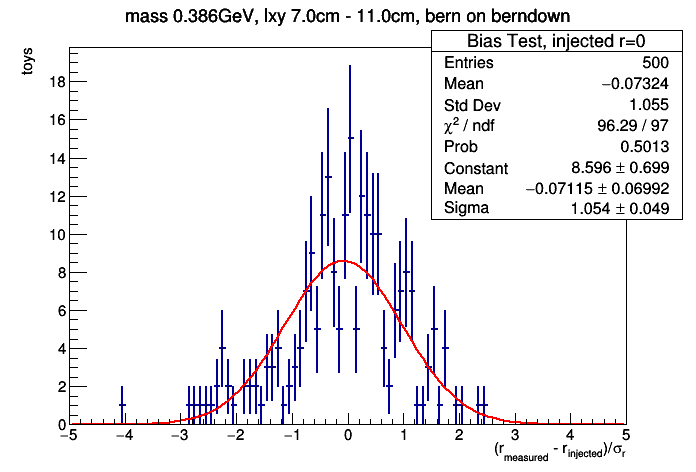 mass 0.386GeV, lxy 7.0cm - 11.0cm, bern on berndown
Bias Test, injected r=0
Entries 500
Mean −0.07324
Std Dev 1.055
χ² / ndf 96.29 / 97
Prob 0.5013
Constant 8.596 ± 0.699
Mean −0.07115 ± 0.06992
Sigma 1.054 ± 0.049
toys
18
16
14
12
10
8
6
4
2
0
−5 −4 −3 −2 −1 0 1 2 3 4 5
(r_measured - r_injected)/σ_r